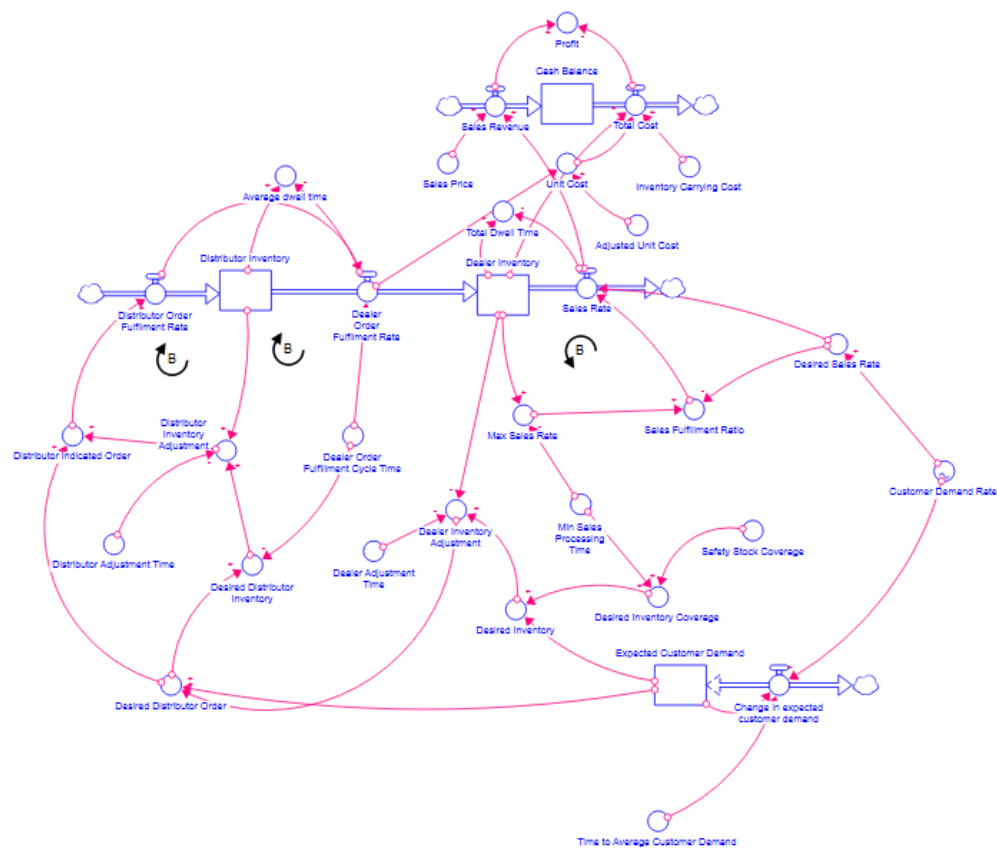 Profit
Cash Balance
Sales Revenue
Total Cost
Sales Price
Unit Cost
Inventory Carrying Cost
Average dwell time
Total Dwell Time
Adjusted Unit Cost
Distributor Inventory
Dealer Inventory
Distributor Order
Fulfilment Rate
Dealer
Order
Fulfilment Rate
Sales Rate
B
B
B
Desired Sales Rate
Distributor Indicated Order
Distributor
Inventory
Adjustment
Dealer Order
Fulfilment Cycle Time
Max Sales Rate
Sales Fulfilment Ratio
Customer Demand Rate
Distributor Adjustment Time
Desired Distributor
Inventory
Dealer Adjustment
Time
Dealer Inventory
Adjustment
Min Sales
Processing
Time
Safety Stock Coverage
Desired Inventory
Desired Inventory Coverage
Expected Customer Demand
Desired Distributor Order
Change in expected
customer demand
Time to Average Customer Demand